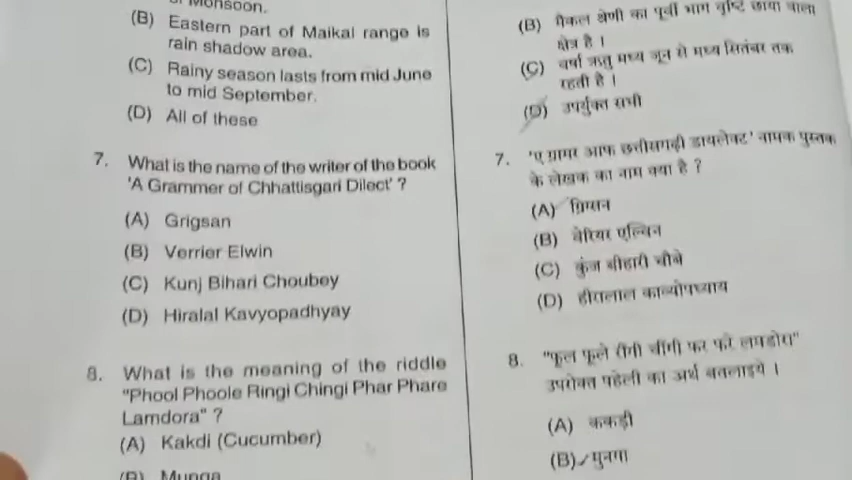 Monsoon.
(B) Eastern part of Maikal range is
rain shadow area.
(C) Rainy season lasts from mid June
to mid September.
(D) All of these
7. What is the name of the writer of the book
'A Grammer of Chhattisgari Dilect' ?
(A) Grigsan
(B) Verrier Elwin
(C) Kunj Bihari Choubey
(D) Hiralal Kavyopadhyay
8. What is the meaning of the riddle
"Phool Phoole Ringi Chingi Phar Phare
Lamdora" ?
(A) Kakdi (Cucumber)
(B) Munga
(B) मैकल श्रेणी का पूर्वी भाग वृष्टि छाया वाला
क्षेत्र है ।
(C) वर्षा ऋतु मध्य जून से मध्य सितंबर तक
रहती है ।
(D) उपर्युक्त सभी
7. 'ए ग्रामर आफ छत्तीसगढ़ी डायलेक्ट' नामक पुस्तक
के लेखक का नाम क्या है ?
(A) ग्रिग्सन
(B) वेरियर एल्विन
(C) कुंज बीहारी चौबे
(D) हीरालाल काव्योपध्याय
8. "फूल फूले रींगी चींगी फर फरे लमडोरा"
उपरोक्त पहेली का अर्थ बतलाइये ।
(A) ककड़ी
(B) मुनगा